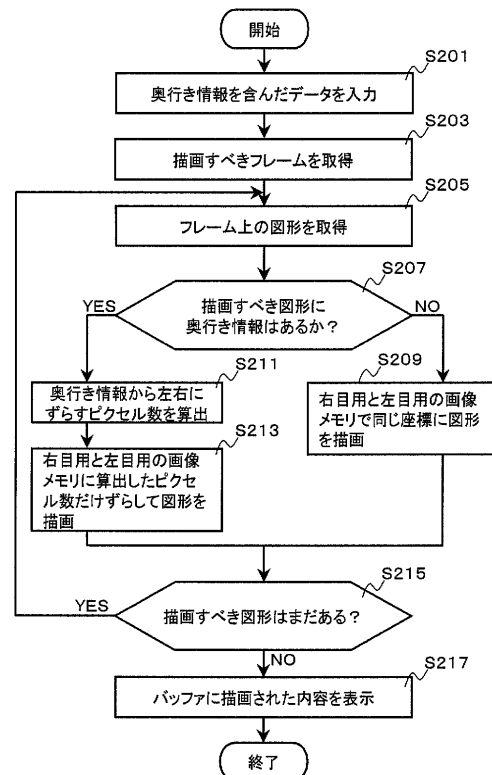 開始
S201
奥行き情報を含んだデータを入力
S203
描画すべきフレームを取得
S205
フレーム上の図形を取得
S207
YES
描画すべき図形に
奥行き情報はあるか?
NO
S211
奥行き情報から左右に
ずらすピクセル数を算出
S209
右目用と左目用の画像
メモリで同じ座標に図形
を描画
S213
右目用と左目用の画像
メモリに算出したピクセ
ル数だけずらして図形を
描画
S215
YES
描画すべき図形はまだある?
NO
S217
バッファに描画された内容を表示
終了